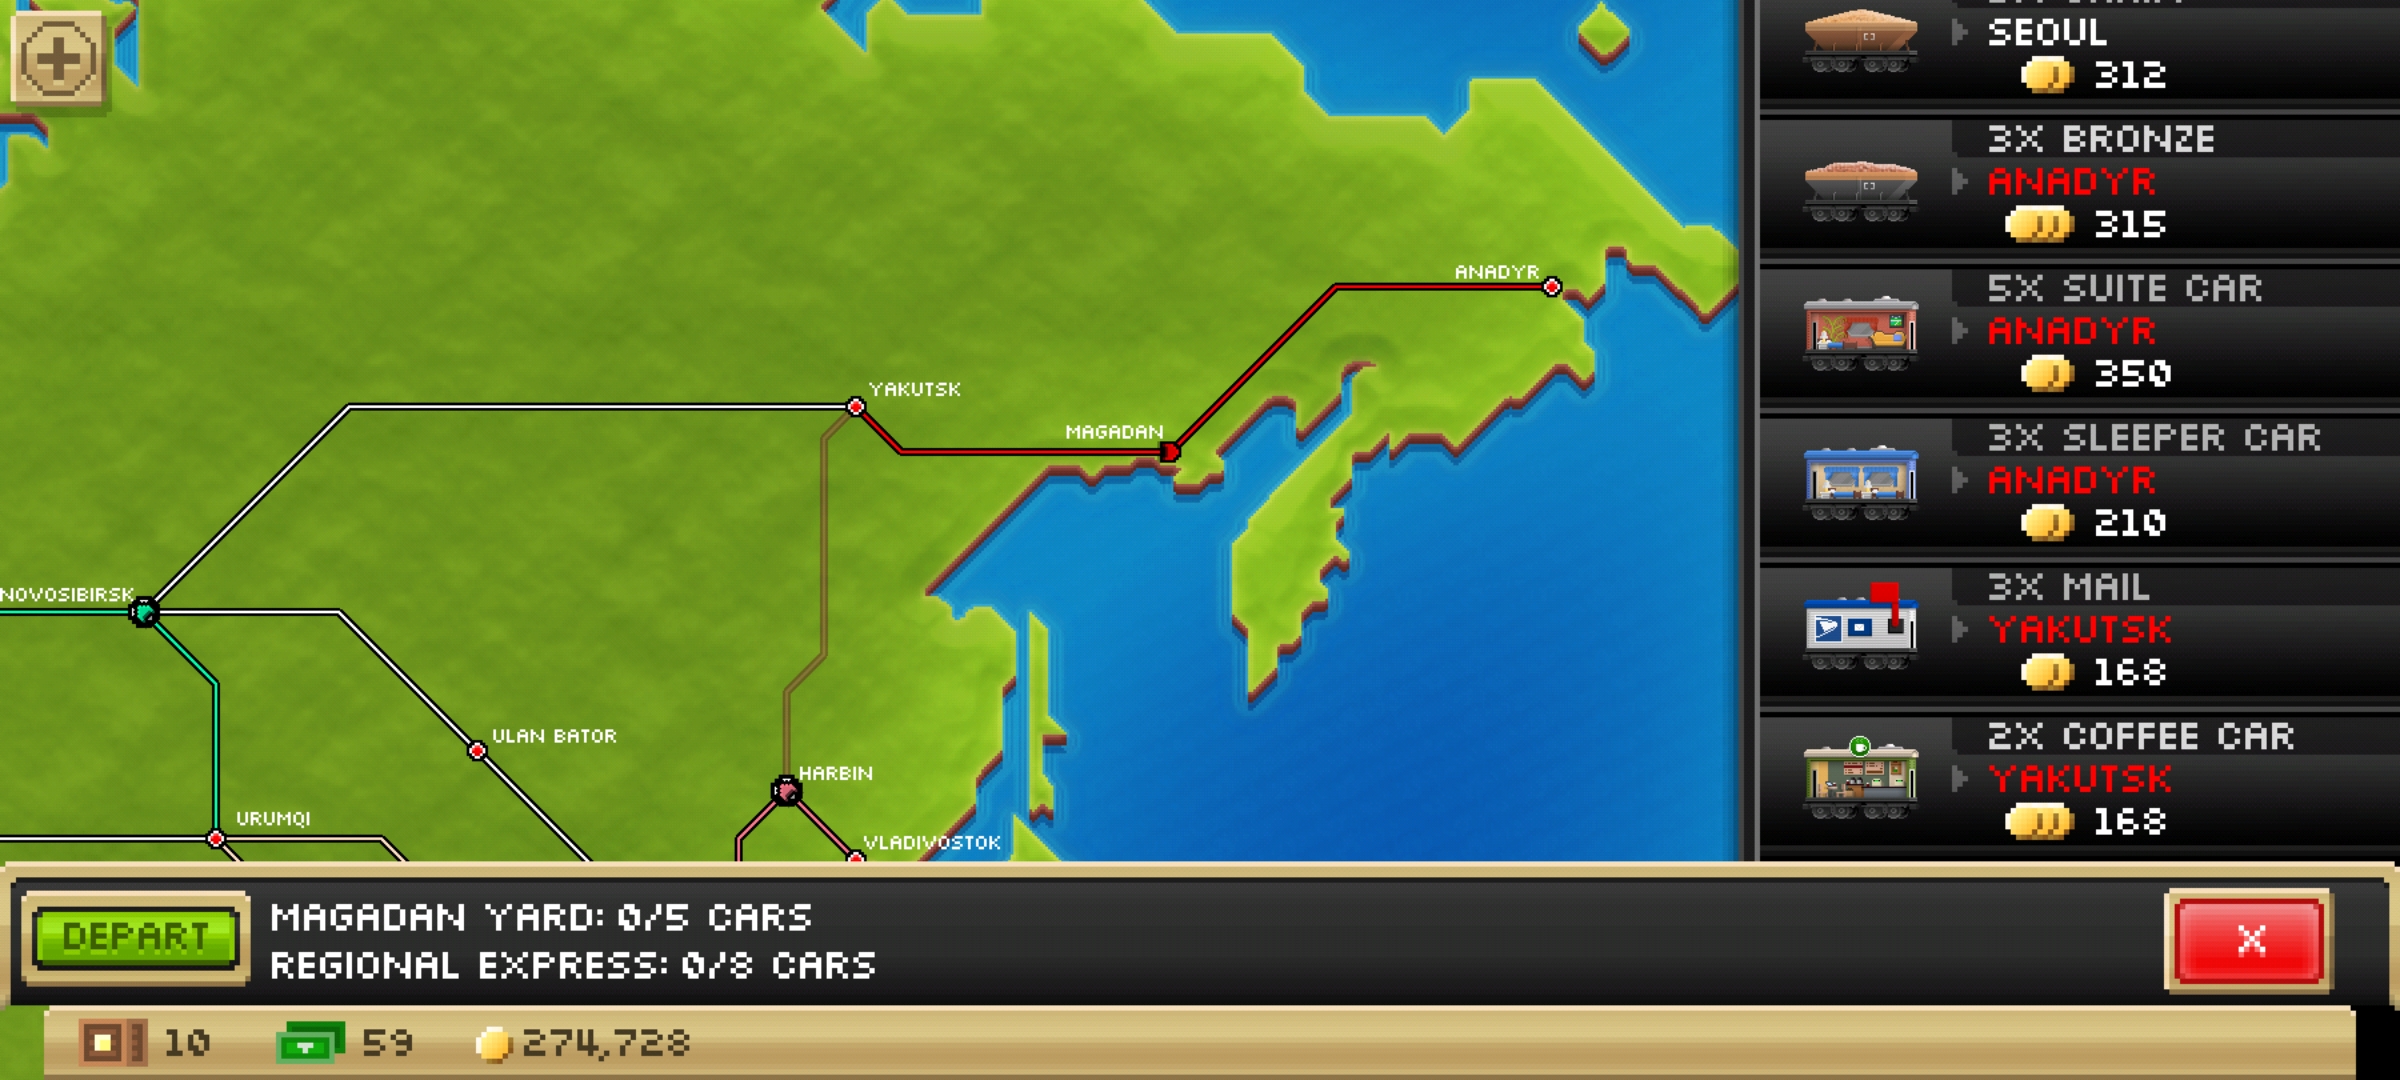 SEOUL
312
3X BRONZE
ANADYR
315
5X SUITE CAR
ANADYR
350
3X SLEEPER CAR
ANADYR
210
3X MAIL
YAKUTSK
168
2X COFFEE CAR
YAKUTSK
168
ANADYR
YAKUTSK
MAGADAN
NOVOSIBIRSK
ULAN BATOR
HARBIN
URUMQI
VLADIVOSTOK
DEPART
MAGADAN YARD: 0/5 CARS
REGIONAL EXPRESS: 0/8 CARS
X
10
59
274,728